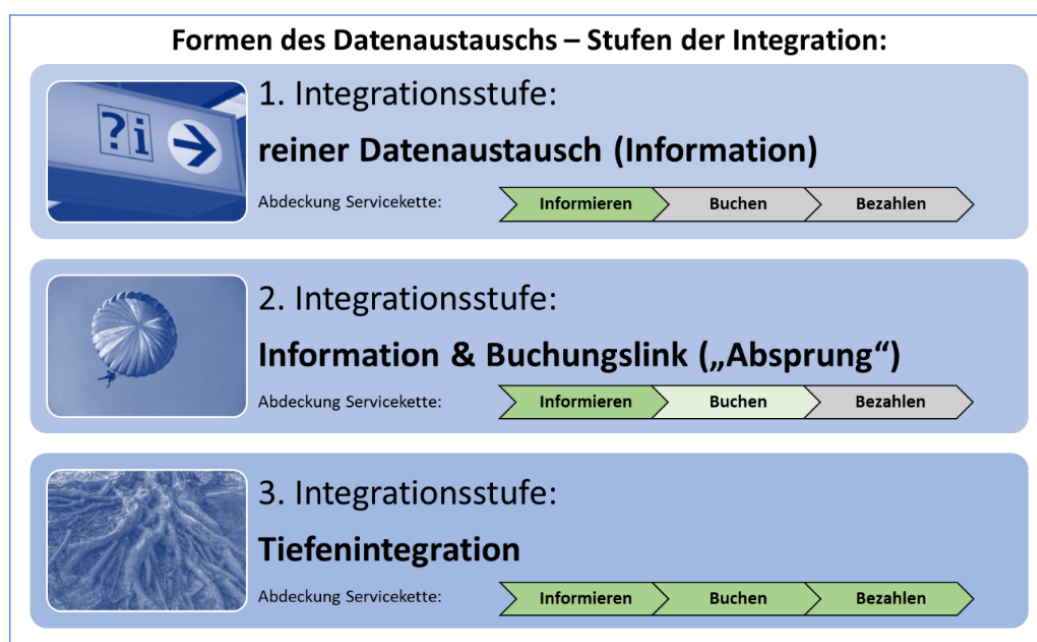 Formen des Datenaustauschs – Stufen der Integration:
1. Integrationsstufe:
reiner Datenaustausch (Information)
Abdeckung Servicekette:
Informieren
Buchen
Bezahlen
?i
2. Integrationsstufe:
Information & Buchungslink („Absprung“)
Abdeckung Servicekette:
Informieren
Buchen
Bezahlen
3. Integrationsstufe:
Tiefenintegration
Abdeckung Servicekette:
Informieren
Buchen
Bezahlen